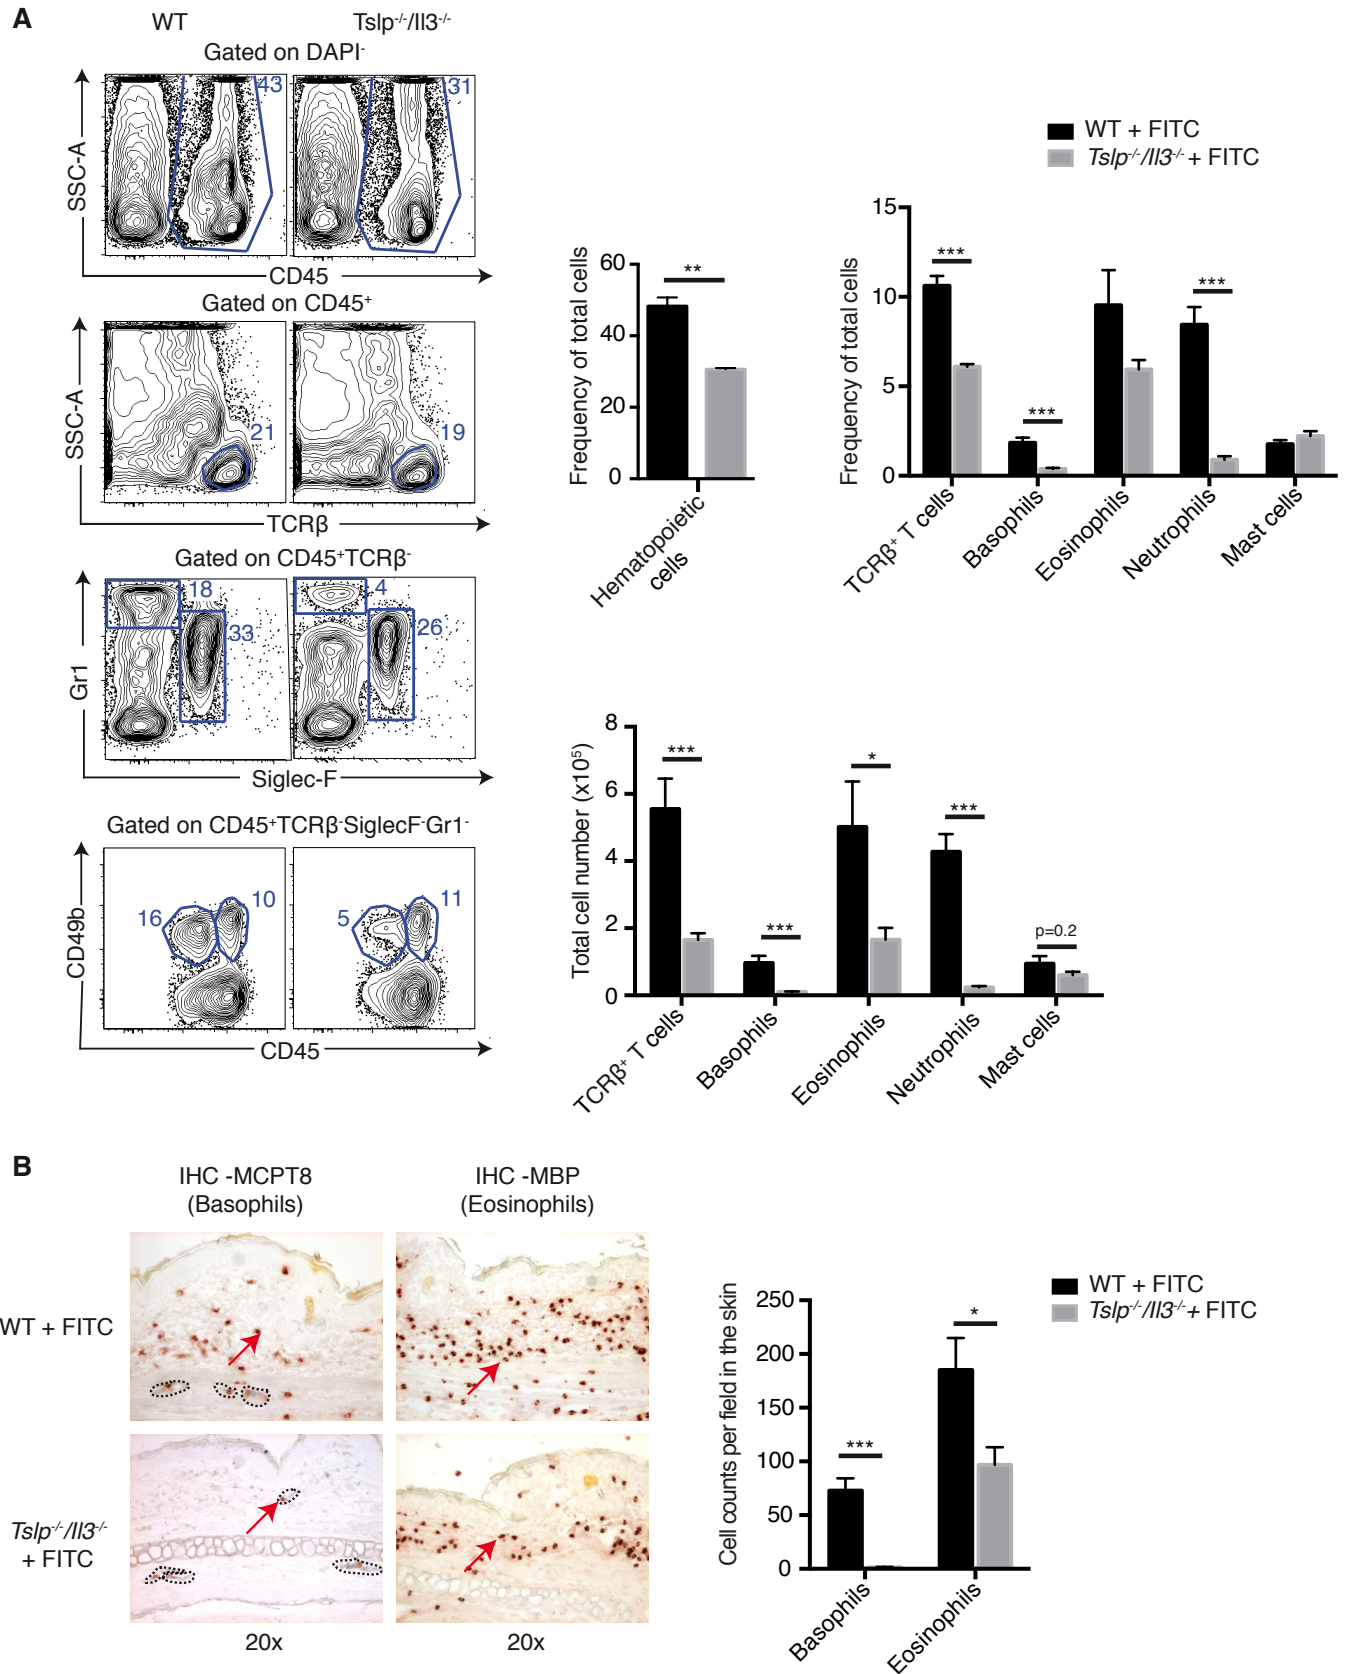 A
WT
Tslp-/-/Il3-/-
Gated on DAPI-
43
31
SSC-A
CD45
Gated on CD45+
21
19
SSC-A
TCRβ
Gated on CD45+TCRβ-
18
33
4
26
Gr1
Siglec-F
Gated on CD45+TCRβ-SiglecF-Gr1-
16
10
5
11
CD49b
CD45
Frequency of total cells
60
40
20
0
**
Hematopoietic
cells
WT + FITC
Tslp-/-/Il3-/- + FITC
Frequency of total cells
15
10
5
0
***
***
***
TCRβ+ T cells
Basophils
Eosinophils
Neutrophils
Mast cells
Total cell number (x10⁵)
8
6
4
2
0
***
***
*
***
p=0.2
TCRβ+ T cells
Basophils
Eosinophils
Neutrophils
Mast cells
B
IHC -MCPT8
(Basophils)
IHC -MBP
(Eosinophils)
WT + FITC
Tslp-/-/Il3-/-
+ FITC
20x
20x
WT + FITC
Tslp-/-/Il3-/-+ FITC
Cell counts per field in the skin
250
200
150
100
50
0
***
*
Basophils
Eosinophils